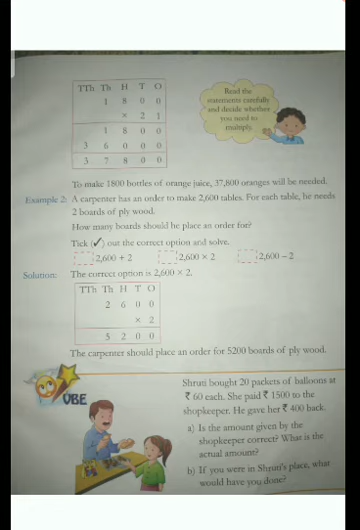 TTh Th H T O
1 8 0 0
× 2 1
1 8 0 0
3 6 0 0 0
3 7 8 0 0
Read the
statements carefully
and decide whether
you need to
multiply.
To make 1800 bottles of orange juice, 37,800 oranges will be needed.
Example 2: A carpenter has an order to make 2,600 tables. For each table, he needs
2 boards of ply wood.
How many boards should he place an order for?
Tick (✓) out the correct option and solve.
2,600 + 2 2,600 × 2 2,600 – 2
Solution: The correct option is 2,600 × 2.
TTh Th H T O
2 6 0 0
× 2
5 2 0 0
The carpenter should place an order for 5200 boards of ply wood.
VBE
Shruti bought 20 packets of balloons at
₹ 60 each. She paid ₹ 1500 to the
shopkeeper. He gave her ₹ 400 back.
a) Is the amount given by the
shopkeeper correct? What is the
actual amount?
b) If you were in Shruti's place, what
would have you done?